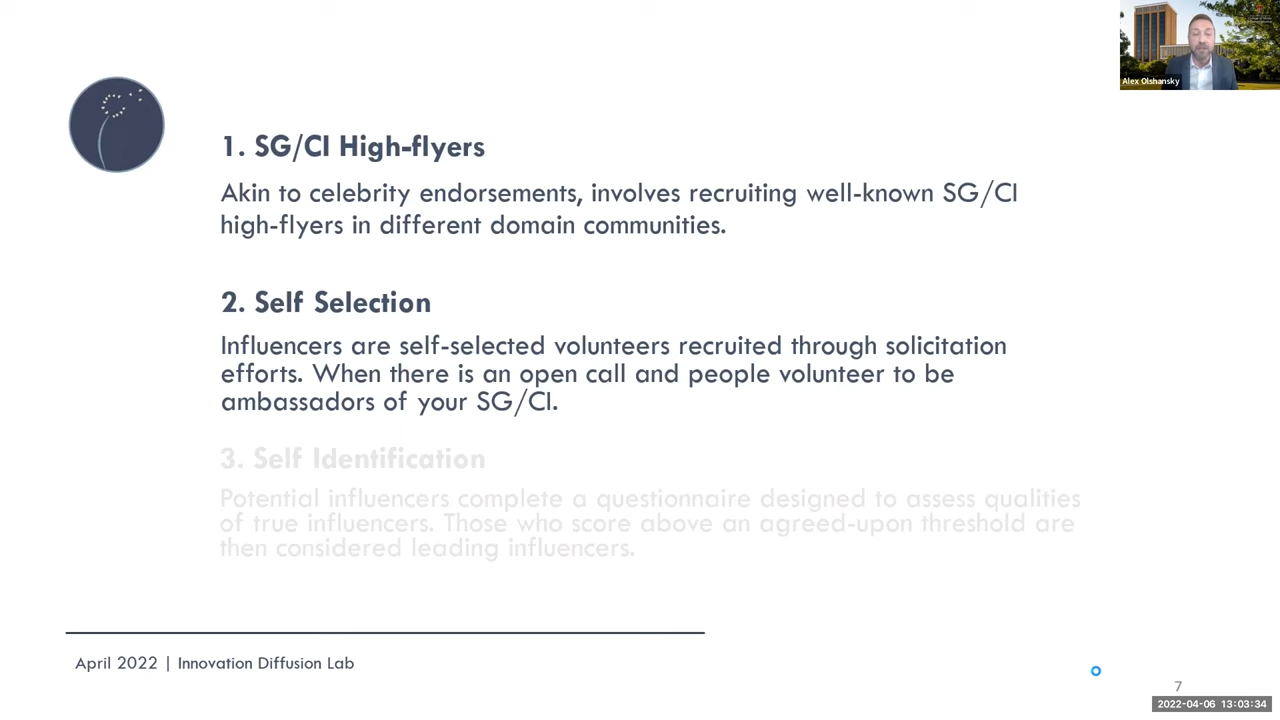 Alex Olshansky
1. SG/CI High-flyers
Akin to celebrity endorsements, involves recruiting well-known SG/CI
high-flyers in different domain communities.
2. Self Selection
Influencers are self-selected volunteers recruited through solicitation
efforts. When there is an open call and people volunteer to be
ambassadors of your SG/CI.
3. Self Identification
Potential influencers complete a questionnaire designed to assess qualities
of true influencers. Those who score above an agreed-upon threshold are
then considered leading influencers.
April 2022 | Innovation Diffusion Lab
7
2022-04-06 13:03:34